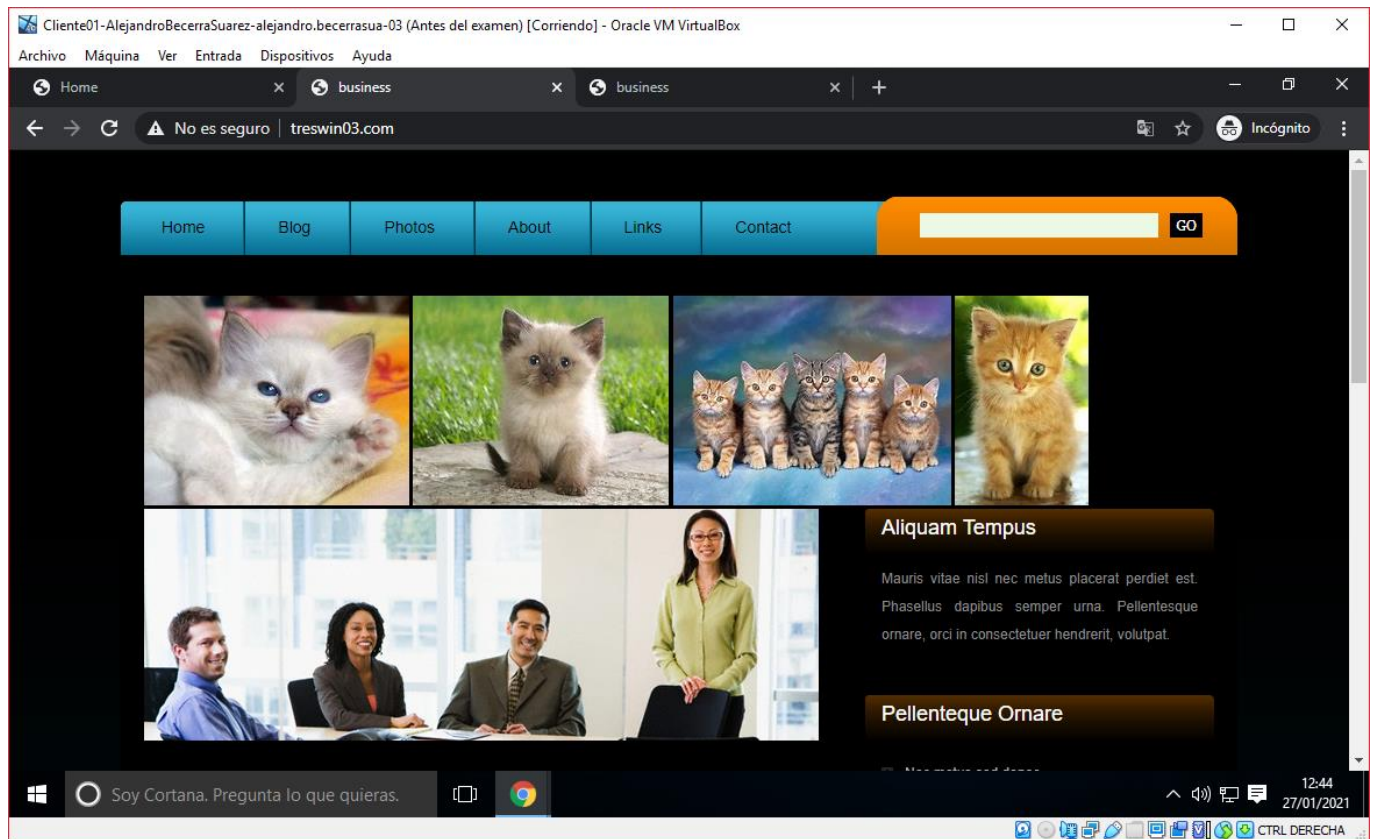 Cliente01-AlejandroBecerraSuarez-alejandro.becerrasua-03 (Antes del examen) [Corriendo] - Oracle VM VirtualBox
Archivo Máquina Ver Entrada Dispositivos Ayuda
Home business business
No es seguro treswin03.com Incógnito
Home Blog Photos About Links Contact GO
Aliquam Tempus
Mauris vitae nisl nec metus placerat perdiet est.
Phasellus dapibus semper urna. Pellentesque
ornare, orci in consectetuer hendrerit, volutpat.
Pellenteque Ornare
Soy Cortana. Pregunta lo que quieras.
12:44
27/01/2021
CTRL DERECHA